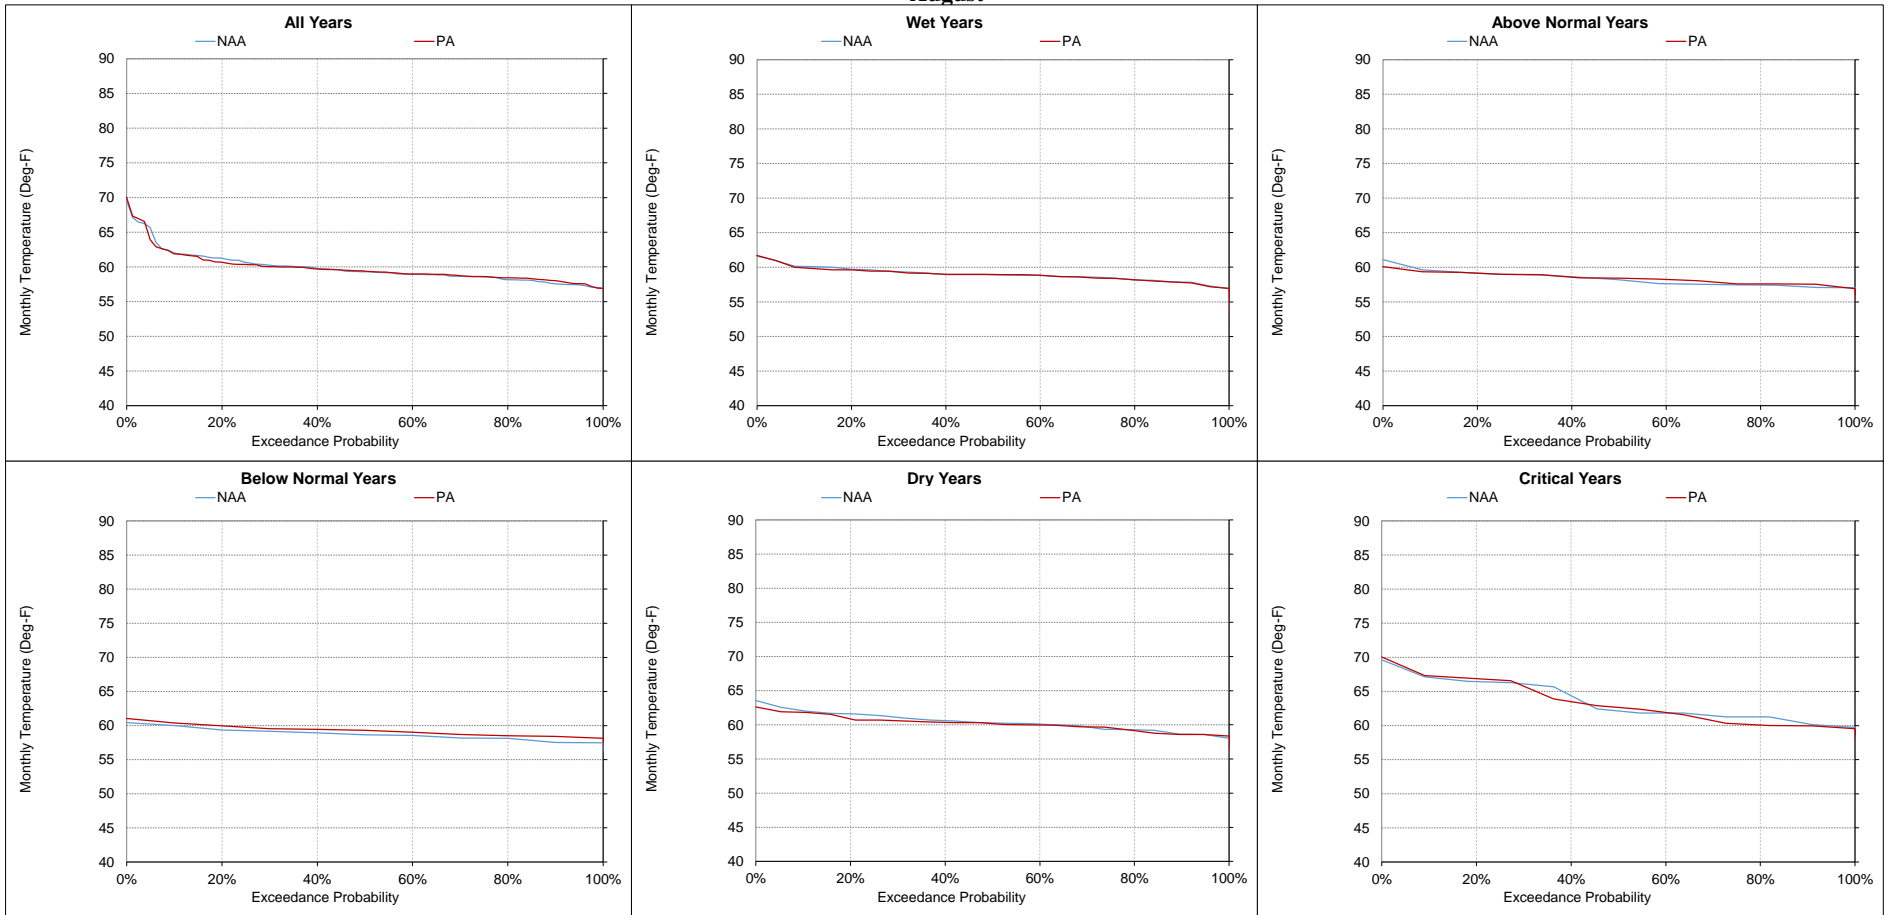 August
All Years
NAA PA
90
85
80
75
70
65
60
55
50
45
40
Monthly Temperature (Deg-F)
0% 20% 40% 60% 80% 100%
Exceedance Probability
Wet Years
NAA PA
90
85
80
75
70
65
60
55
50
45
40
Monthly Temperature (Deg-F)
0% 20% 40% 60% 80% 100%
Exceedance Probability
Above Normal Years
NAA PA
90
85
80
75
70
65
60
55
50
45
40
Monthly Temperature (Deg-F)
0% 20% 40% 60% 80% 100%
Exceedance Probability
Below Normal Years
NAA PA
90
85
80
75
70
65
60
55
50
45
40
Monthly Temperature (Deg-F)
0% 20% 40% 60% 80% 100%
Exceedance Probability
Dry Years
NAA PA
90
85
80
75
70
65
60
55
50
45
40
Monthly Temperature (Deg-F)
0% 20% 40% 60% 80% 100%
Exceedance Probability
Critical Years
NAA PA
90
85
80
75
70
65
60
55
50
45
40
Monthly Temperature (Deg-F)
0% 20% 40% 60% 80% 100%
Exceedance Probability